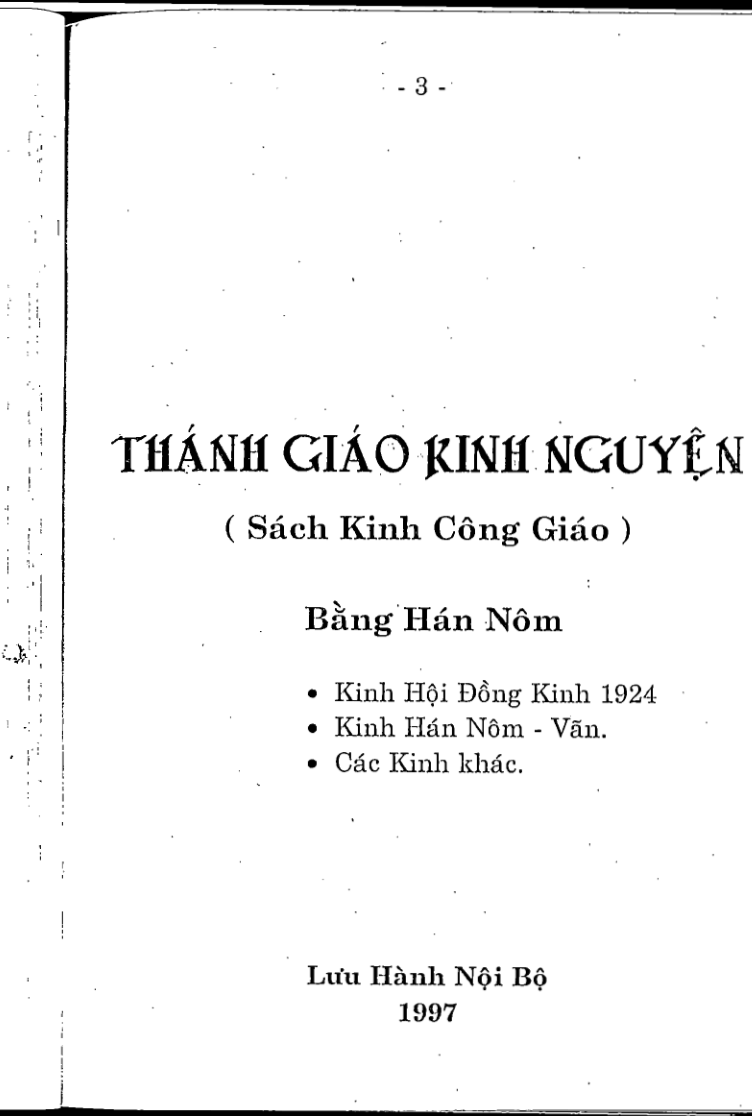 - 3 -
THÁNH GIÁO KINH NGUYỆN
( Sách Kinh Công Giáo )
Bằng Hán Nôm
• Kinh Hội Đồng Kinh 1924
• Kinh Hán Nôm - Vãn.
• Các Kinh khác.
Lưu Hành Nội Bộ
1997